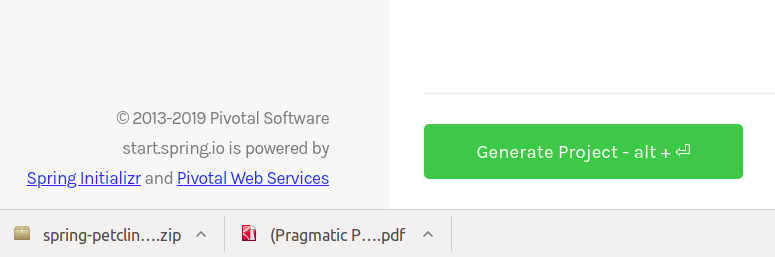 © 2013-2019 Pivotal Software
start.spring.io is powered by
Spring Initializr and Pivotal Web Services
Generate Project - alt + ⏎
spring-petclin….zip
(Pragmatic P….pdf